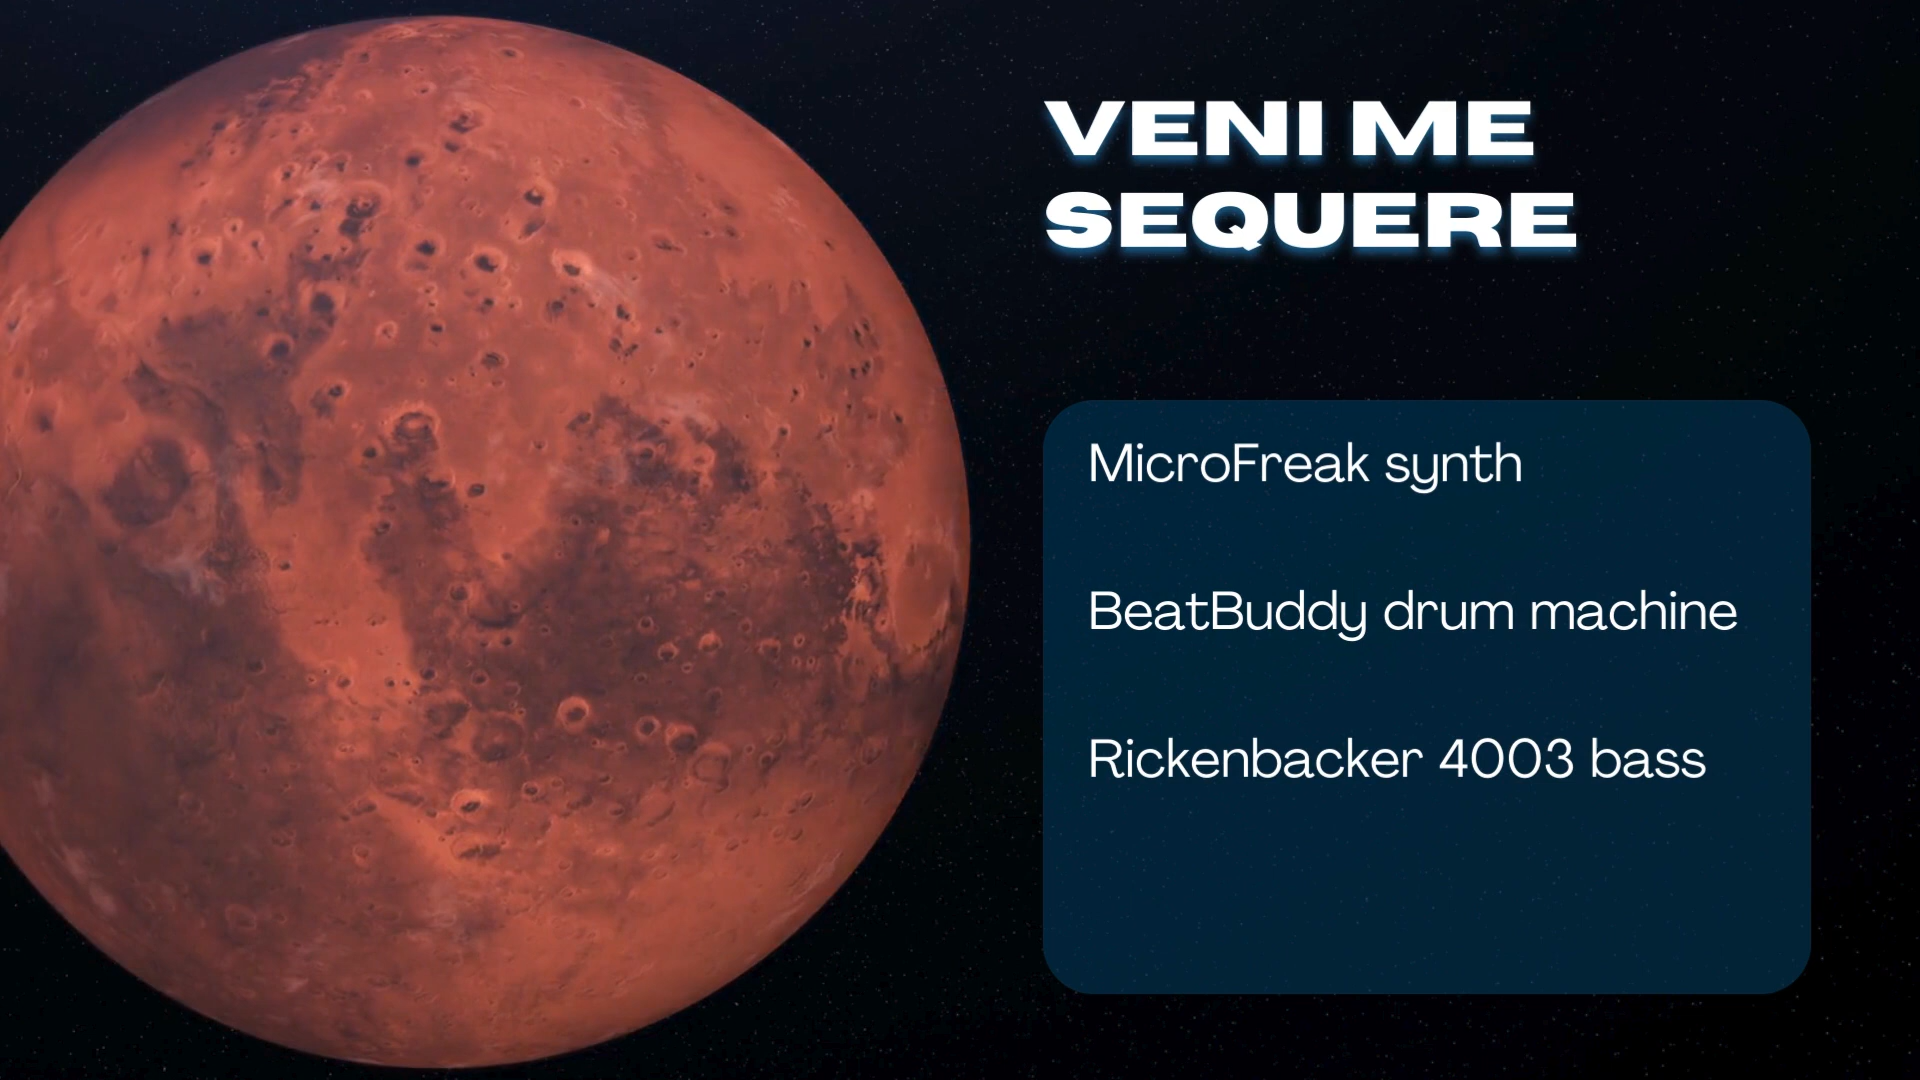 VENI ME
SEQUERE
MicroFreak synth
BeatBuddy drum machine
Rickenbacker 4003 bass